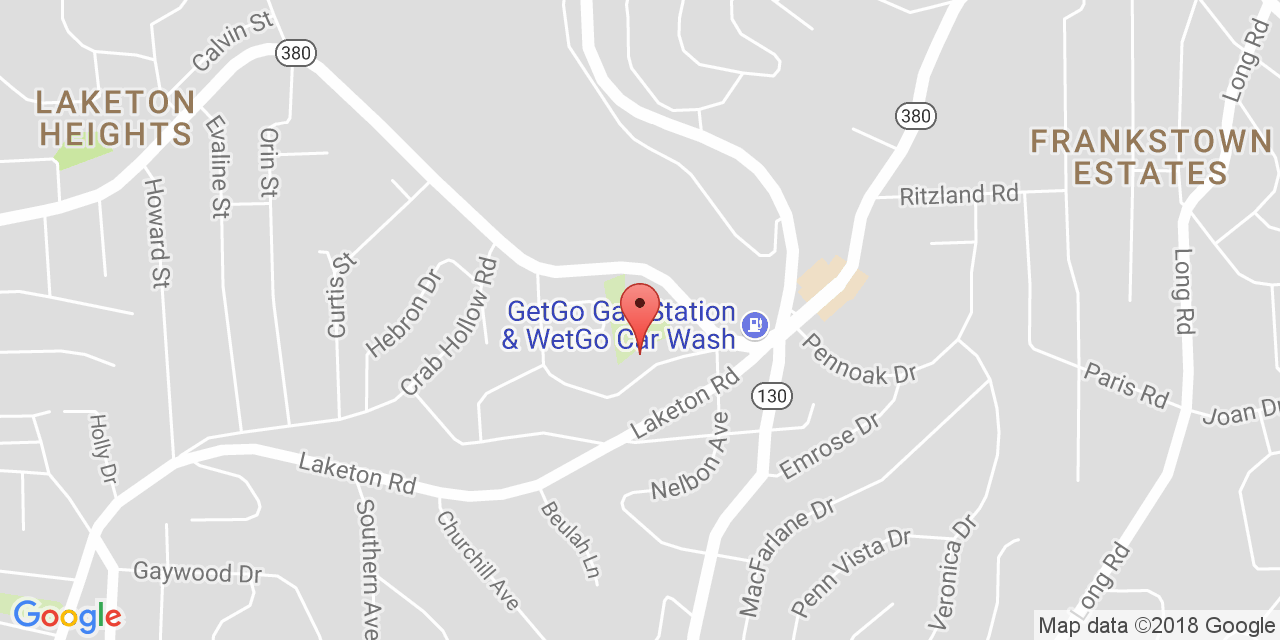 Calvin St
380
LAKETON
HEIGHTS
Long Rd
380
FRANKSTOWN
ESTATES
Evaline St
Orin St
Howard St
Ritzland Rd
Curtis St
Hebron Dr
Crab Hollow Rd
Long Rd
GetGo Gas Station
& WetGo Car Wash
Pennoak Dr
Paris Rd
Joan Dr
Laketon Rd
130
Holly Dr
Nelbon Ave
Emrose Dr
Laketon Rd
Southern Ave
Churchill Ave
Beulah Ln
MacFarlane Dr
Penn Vista Dr
Veronica Dr
Long Rd
Gaywood Dr
Google
Map data ©2018 Google